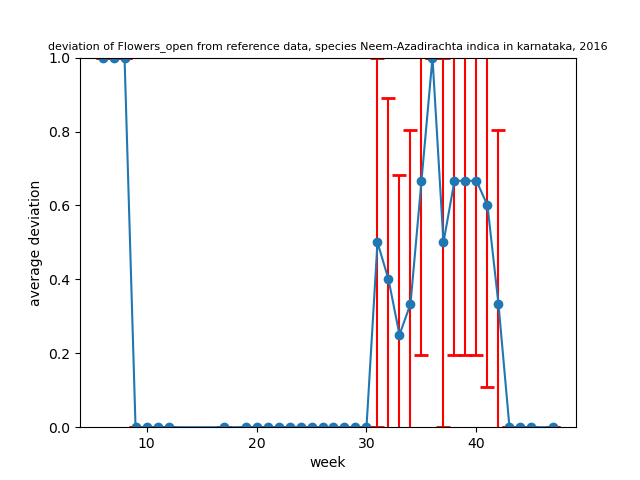 deviation of Flowers_open from reference data, species Neem-Azadirachta indica in karnataka, 2016
1.0
0.8
0.6
0.4
0.2
0.0
average deviation
10 20 30 40
week